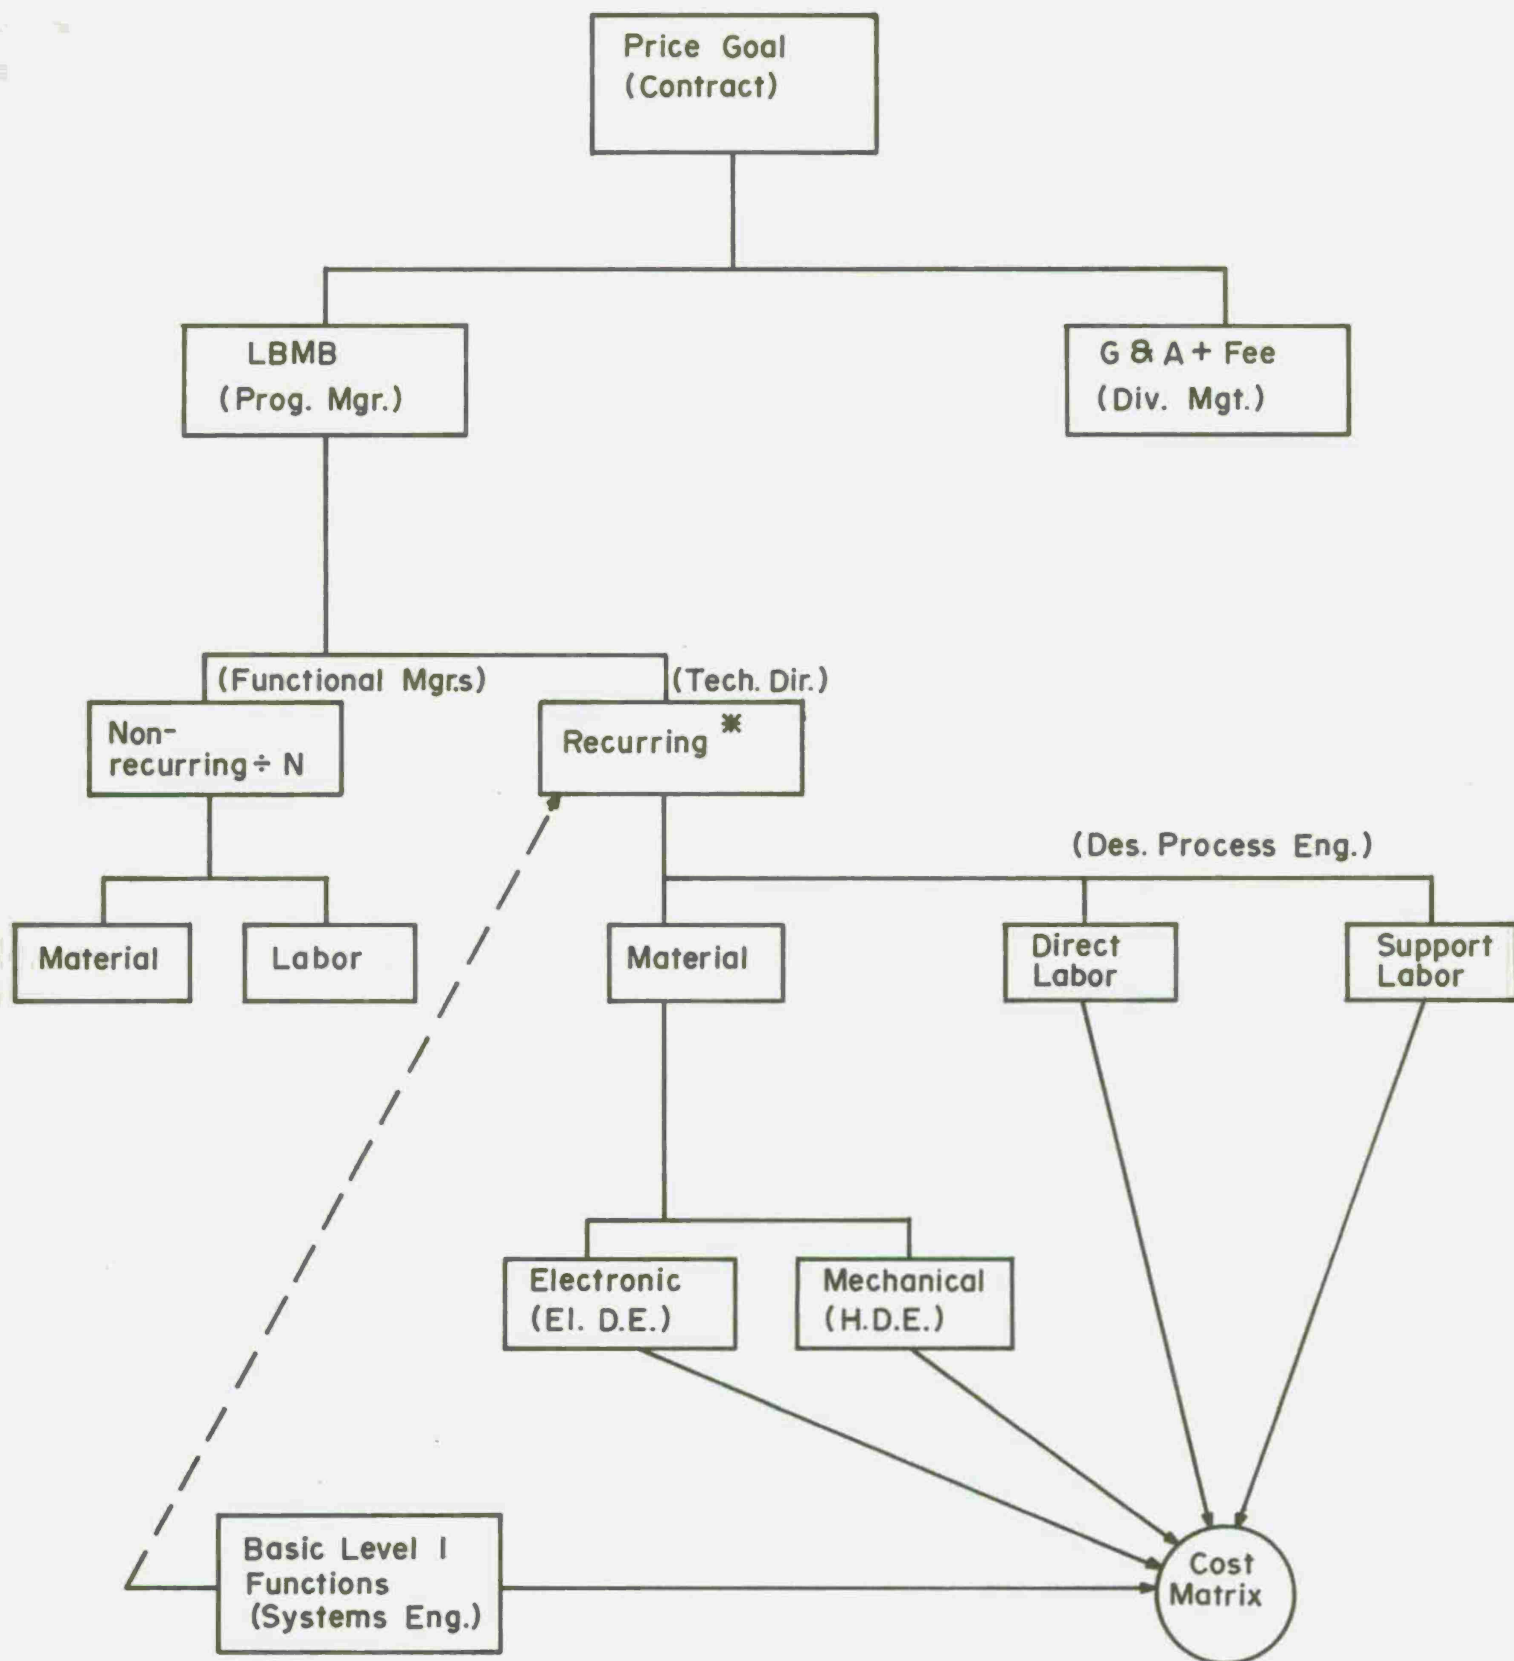 Price Goal
(Contract)
LBMB
(Prog. Mgr.)
G & A + Fee
(Div. Mgt.)
(Functional Mgr.s)
(Tech. Dir.)
Non-
recurring ÷ N
Recurring *
(Des. Process Eng.)
Material
Labor
Material
Direct
Labor
Support
Labor
Electronic
(El. D.E.)
Mechanical
(H.D.E.)
Basic Level I
Functions
(Systems Eng.)
Cost
Matrix